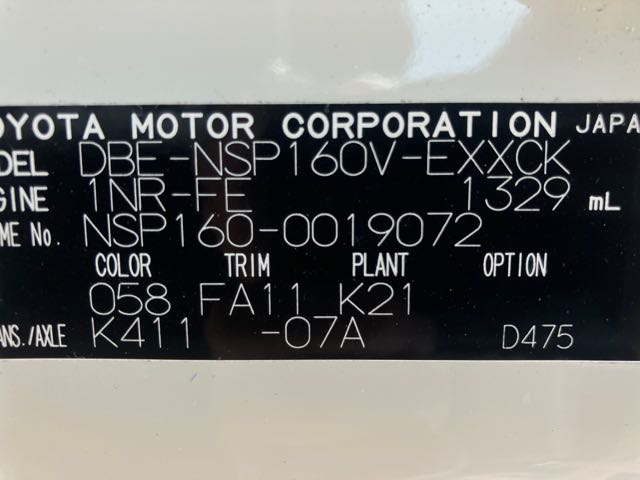 OYOTA MOTOR CORPORATION JAPA
ODEL DBE-NSP160V-EXXCK
GINE 1NR-FE 1329 mL
ME No. NSP160-0019072
COLOR TRIM PLANT OPTION
058 FA11 K21
ANS./AXLE K411 -07A D475